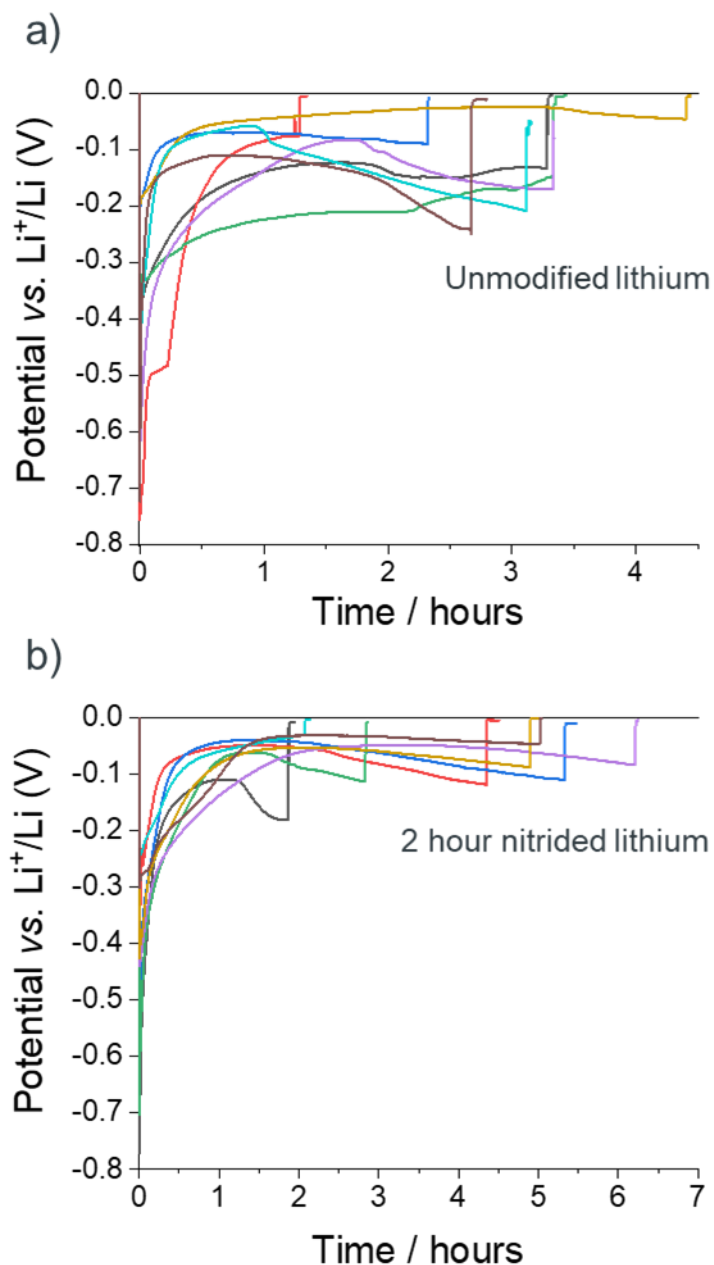 a)
0.0
-0.1
-0.2
-0.3
-0.4
-0.5
-0.6
-0.7
-0.8
Potential vs. Li⁺/Li (V)
Unmodified lithium
0 1 2 3 4
Time / hours
b)
0.0
-0.1
-0.2
-0.3
-0.4
-0.5
-0.6
-0.7
-0.8
Potential vs. Li⁺/Li (V)
2 hour nitrided lithium
0 1 2 3 4 5 6 7
Time / hours